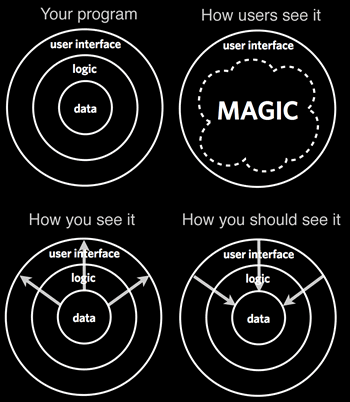 Your program
user interface
logic
data
How users see it
user interface
MAGIC
How you see it
user interface
logic
data
How you should see it
user interface
logic
data